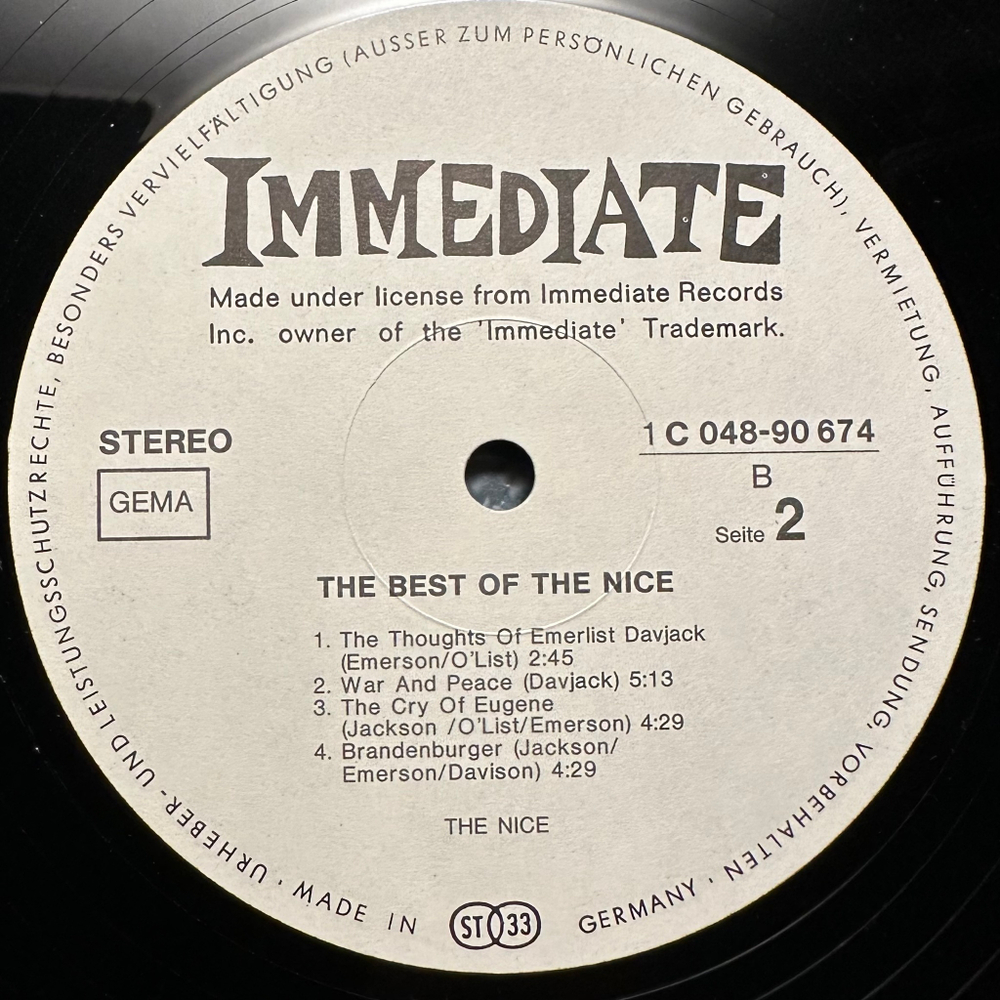 IMMEDIATE
Made under license from Immediate Records
Inc. owner of the 'Immediate' Trademark.
STEREO
GEMA
1 C 048-90 674
B
Seite 2
THE BEST OF THE NICE
1. The Thoughts Of Emerlist Davjack
(Emerson/O'List) 2:45
2. War And Peace (Davjack) 5:13
3. The Cry Of Eugene
(Jackson /O'List/Emerson) 4:29
4. Brandenburger (Jackson/
Emerson/Davison) 4:29
THE NICE
URHEBER- UND LEISTUNGSSCHUTZRECHTE, BESONDERS VERVIELFÄLTIGUNG (AUSSER ZUM PERSÖNLICHEN GEBRAUCH), VERMIETUNG, AUFFÜHRUNG, SENDUNG, VORBEHALTEN ·
MADE IN ST 33 GERMANY ·